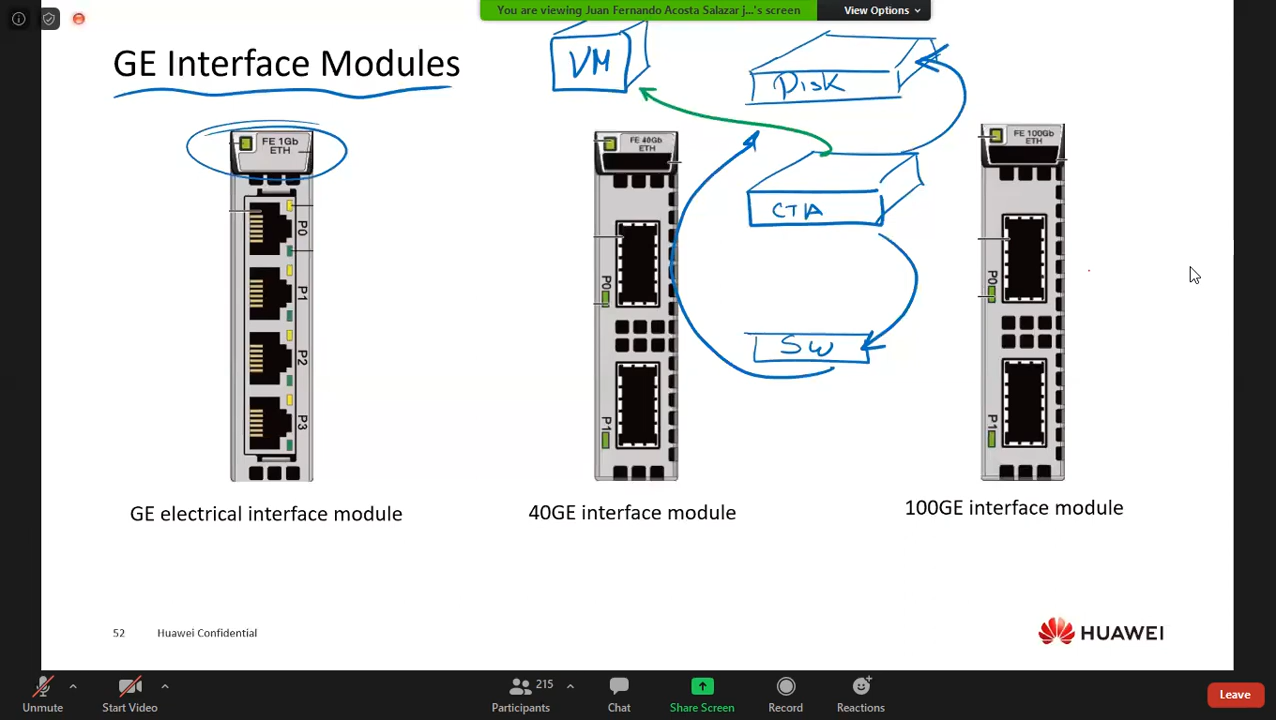 You are viewing Juan Fernando Acosta Salazar j...'s screen
View Options
GE Interface Modules
VM
Disk
FE 1Gb
ETH
P0
P1
P2
P3
FE 40Gb
ETH
P0
P1
CTIA
SW
FE 100Gb
ETH
P0
P1
GE electrical interface module
40GE interface module
100GE interface module
52
Huawei Confidential
HUAWEI
Unmute
Start Video
215
Participants
Chat
Share Screen
Record
Reactions
Leave